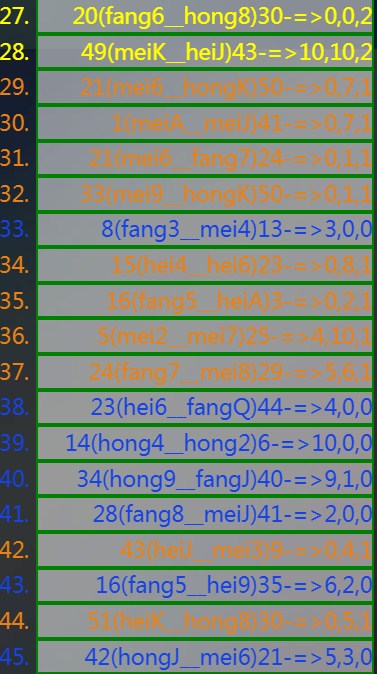 27. 20(fang6__hong8)30-=>0,0,2
28. 49(meiK__heiJ)43-=>10,10,2
29. 21(mei6__hongK)50-=>0,7,1
30. 1(meiA__meiJ)41-=>0,7,1
31. 21(mei6__fang7)24-=>0,1,1
32. 33(mei9__hongK)50-=>0,1,1
33. 8(fang3__mei4)13-=>3,0,0
34. 15(hei4__hei6)23-=>0,8,1
35. 16(fang5__heiA)3-=>0,2,1
36. 5(mei2__mei7)25-=>4,10,1
37. 24(fang7__mei8)29-=>5,6,1
38. 23(hei6__fangQ)44-=>4,0,0
39. 14(hong4__hong2)6-=>10,0,0
40. 34(hong9__fangJ)40-=>9,1,0
41. 28(fang8__meiJ)41-=>2,0,0
42. 43(heiJ__mei3)9-=>0,4,1
43. 16(fang5__hei9)35-=>6,2,0
44. 51(heiK__hong8)30-=>0,5,1
45. 42(hongJ__mei6)21-=>5,3,0